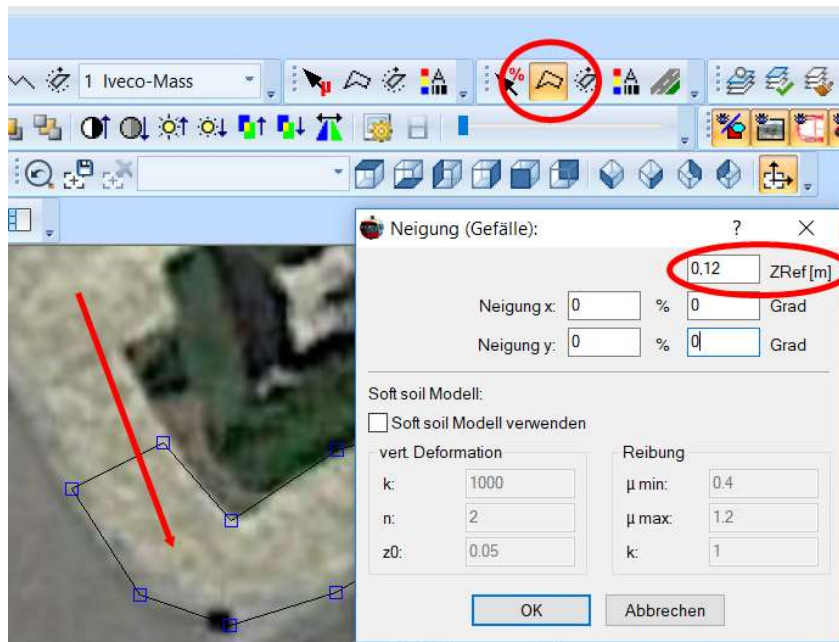 1 Iveco-Mass
μ
%
Neigung (Gefälle):
?
0,12 ZRef [m]
Neigung x: 0 % 0 Grad
Neigung y: 0 % 0 Grad
Soft soil Modell:
Soft soil Modell verwenden
vert. Deformation
k: 1000
n: 2
z0: 0.05
Reibung
μ min: 0.4
μ max: 1.2
k: 1
OK
Abbrechen